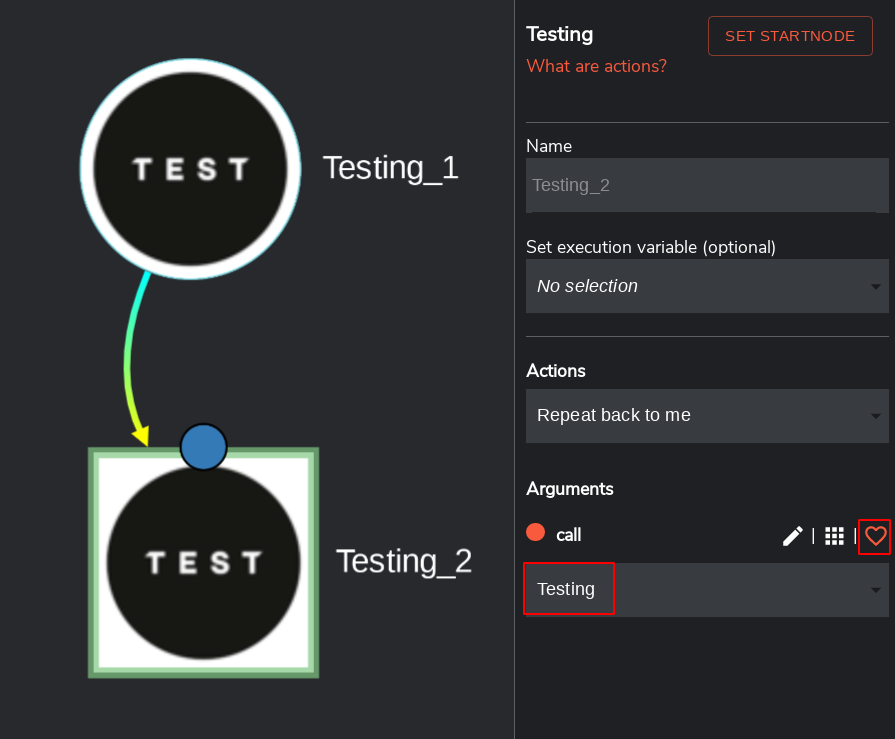 TEST
Testing_1
TEST
Testing_2
Testing
SET STARTNODE
What are actions?
Name
Testing_2
Set execution variable (optional)
No selection
Actions
Repeat back to me
Arguments
call
| |
Testing